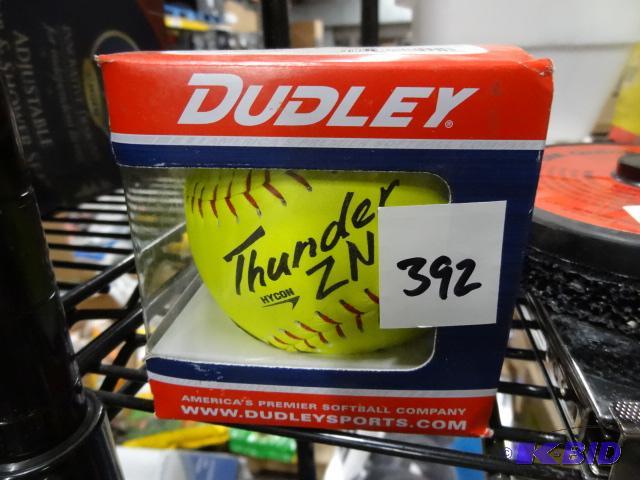 DUDLEY®
Thunder
ZN
HYCON
392
AMERICA'S PREMIER SOFTBALL COMPANY
WWW.DUDLEYSPORTS.COM
ADJUSTABLE
K-BID